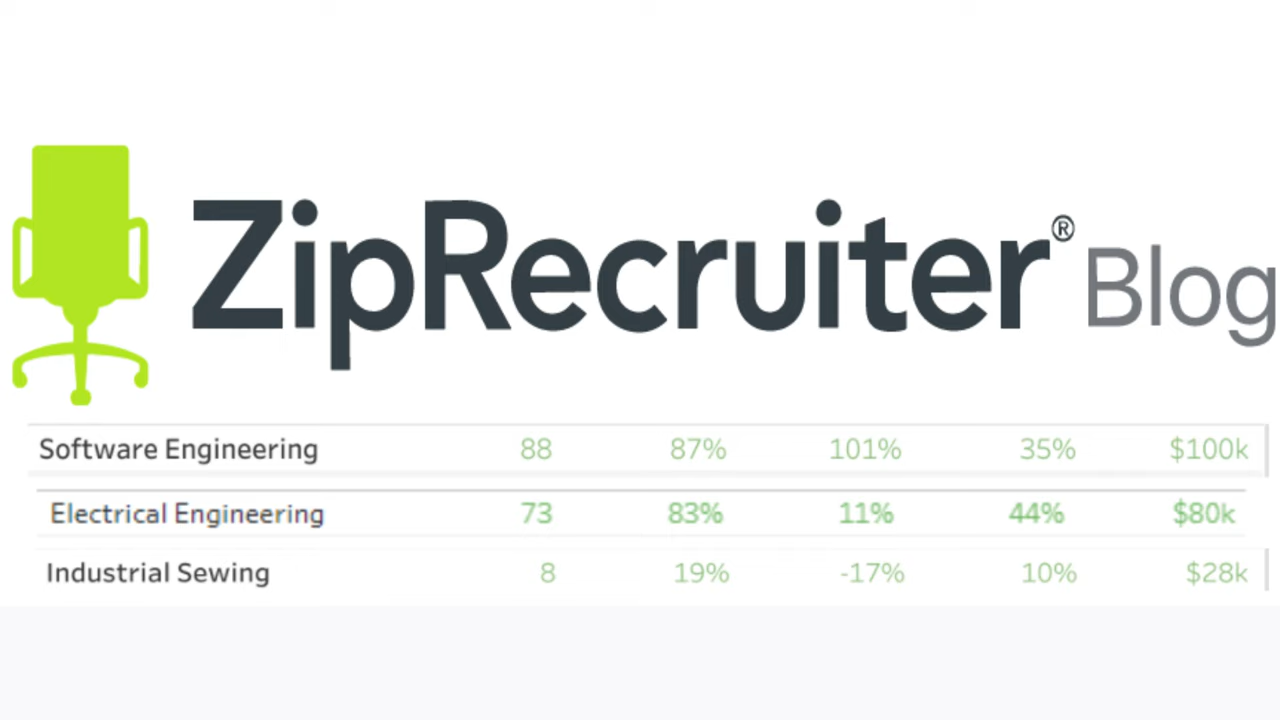 ZipRecruiter® Blog
Software Engineering 88 87% 101% 35% $100k
Electrical Engineering 73 83% 11% 44% $80k
Industrial Sewing 8 19% -17% 10% $28k